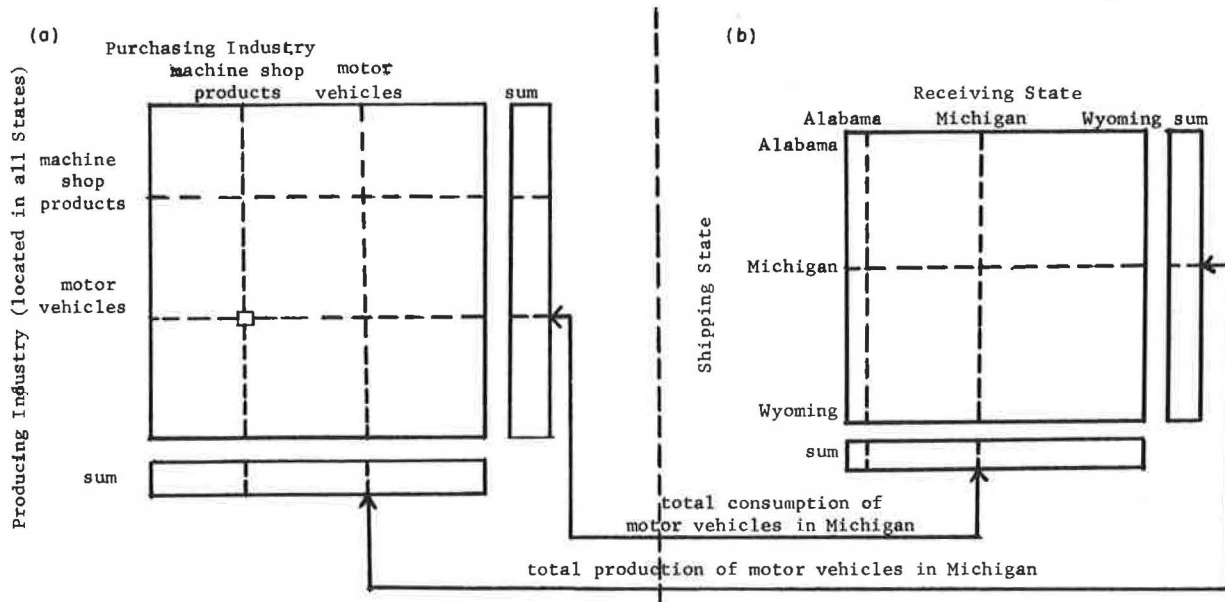 (a)
Purchasing Industry
machine shop
products
motor
vehicles
sum
Producing Industry (located in all States)
machine
shop
products
motor
vehicles
sum
(b)
Receiving State
Alabama
Michigan
Wyoming sum
Shipping State
Alabama
Michigan
Wyoming
sum
total consumption of
motor vehicles in Michigan
total production of motor vehicles in Michigan